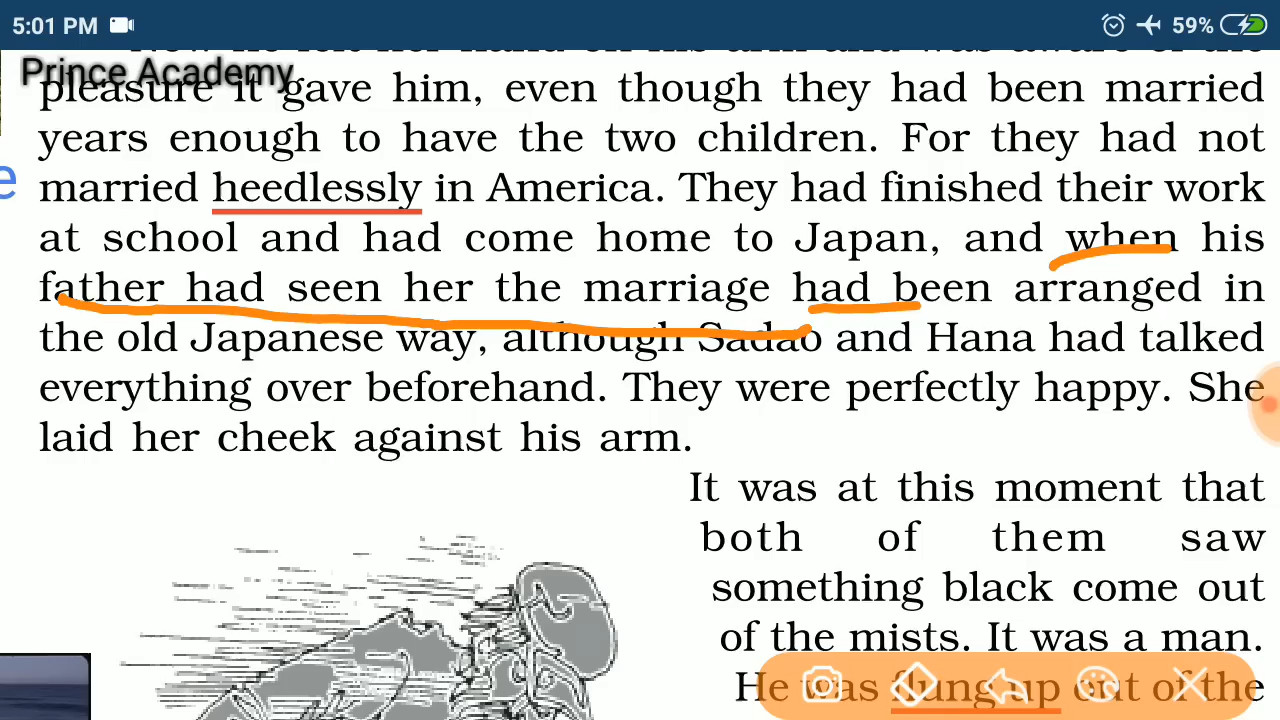 5:01 PM
59%
Prince Academy
pleasure it gave him, even though they had been married
years enough to have the two children. For they had not
married heedlessly in America. They had finished their work
at school and had come home to Japan, and when his
father had seen her the marriage had been arranged in
the old Japanese way, although Sadao and Hana had talked
everything over beforehand. They were perfectly happy. She
laid her cheek against his arm.
It was at this moment that
both of them saw
something black come out
of the mists. It was a man.
He was flung up out of the